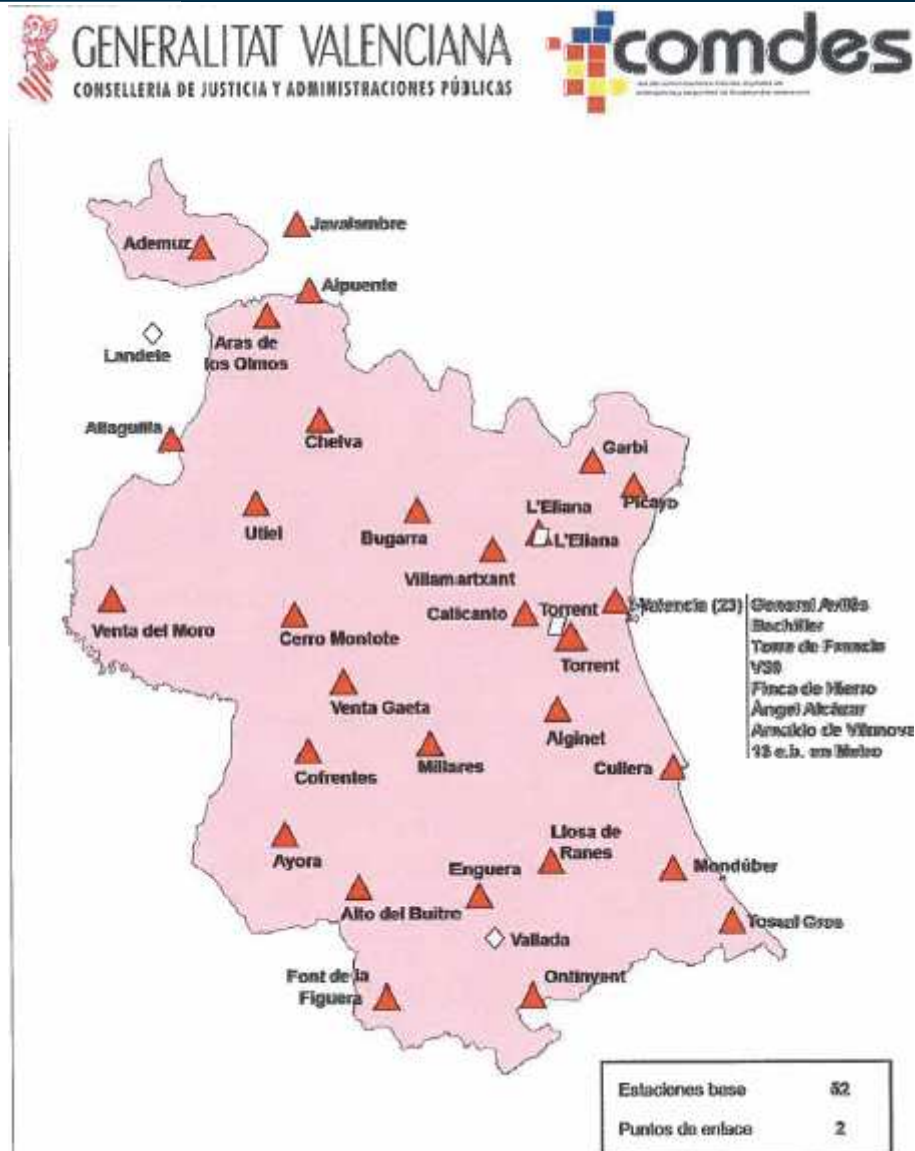 GENERALITAT VALENCIANA
CONSELLERIA DE JUSTICIA Y ADMINISTRACIONES PÚBLICAS
comdes
Javalambre
Ademuz
Alpuente
Landete
Aras de
los Olmos
Aliaguilla
Chelva
Garbi
Picayo
L'Eliana
Utiel
Bugarra
L'Eliana
Villamartxant
Venta del Moro
Cerro Montote
Calicanto
Torrent
Valencia (23)
General Avilés
Bachiller
Torre de Francia
V30
Finca de Hierro
Ángel Alcázar
Arnaldo de Vilanova
16 e.b. en Metro
Torrent
Venta Gaeta
Alginet
Cofrentes
Millares
Cullera
Ayora
Llosa de
Ranes
Enguera
Mondúber
Alto del Buitre
Tossal Gros
Vallada
Font de la
Figuera
Ontinyent
Estaciones base 52
Puntos de enlace 2